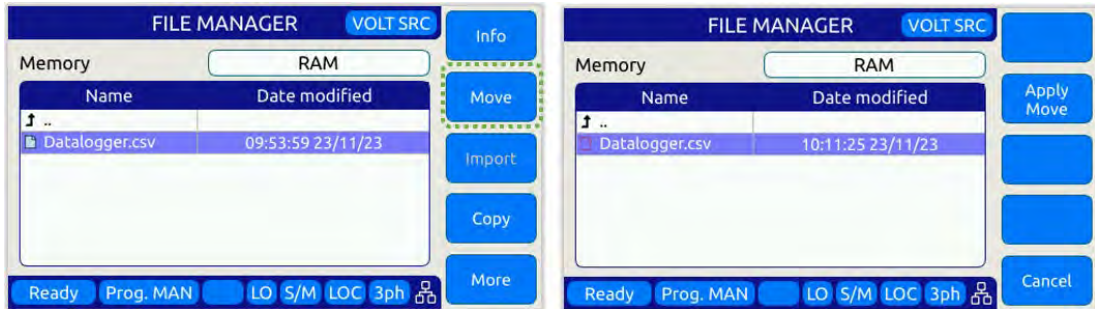 FILE MANAGER VOLT SRC
Info
Memory RAM
Name Date modified
Move
..
Datalogger.csv 09:53:59 23/11/23
Import
Copy
More
Ready Prog. MAN LO S/M LOC 3ph
FILE MANAGER VOLT SRC
Memory RAM
Name Date modified
Apply
Move
..
Datalogger.csv 10:11:25 23/11/23
Cancel
Ready Prog. MAN LO S/M LOC 3ph